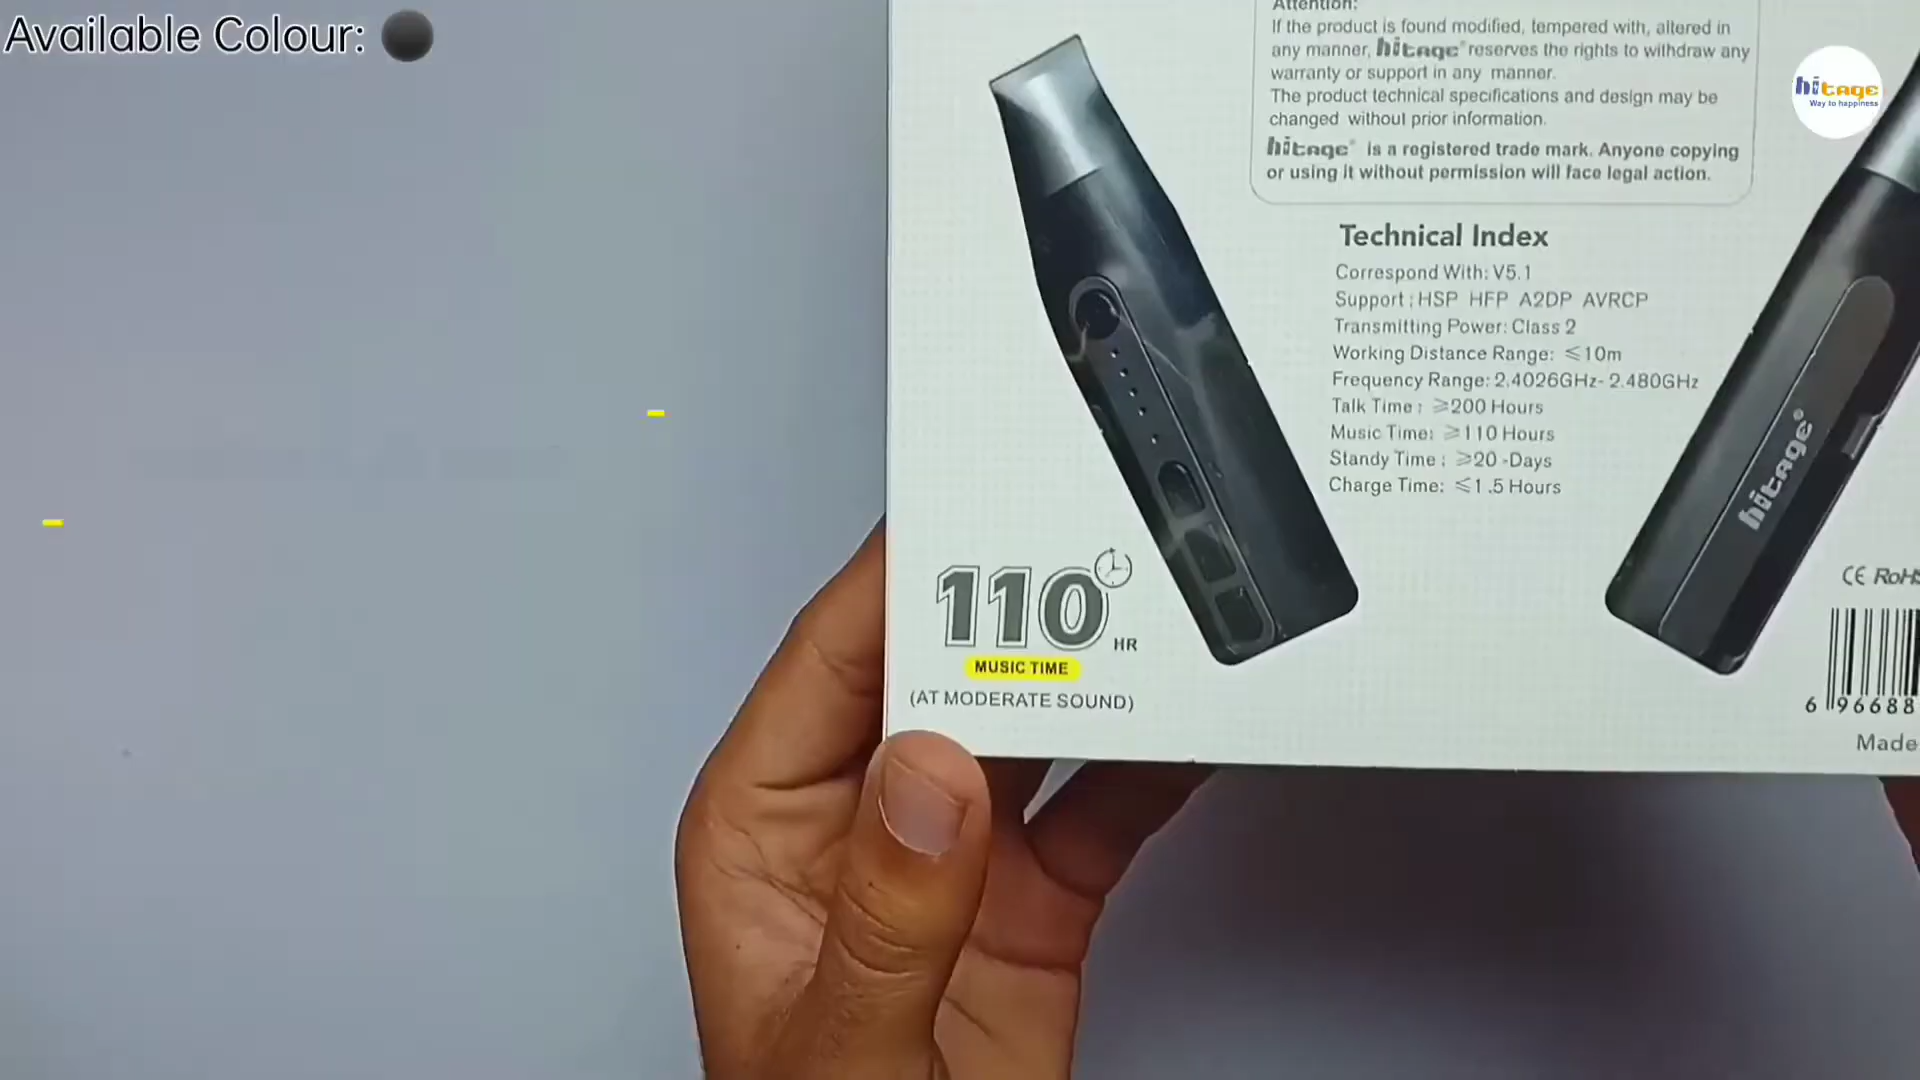 Available Colour:
Attention:
If the product is found modified, tempered with, altered in
any manner, hitage® reserves the rights to withdraw any
warranty or support in any manner.
The product technical specifications and design may be
changed without prior information.
hitage® is a registered trade mark. Anyone copying
or using it without permission will face legal action.
hitage
Way to happiness
Technical Index
Correspond With: V5.1
Support : HSP HFP A2DP AVRCP
Transmitting Power: Class 2
Working Distance Range: ≤10m
Frequency Range: 2.4026GHz- 2.480GHz
Talk Time : ≥200 Hours
Music Time: ≥110 Hours
Standy Time : ≥20 -Days
Charge Time: ≤1.5 Hours
hitage®
110 HR
MUSIC TIME
(AT MODERATE SOUND)
CE RoHS
6 96688
Made